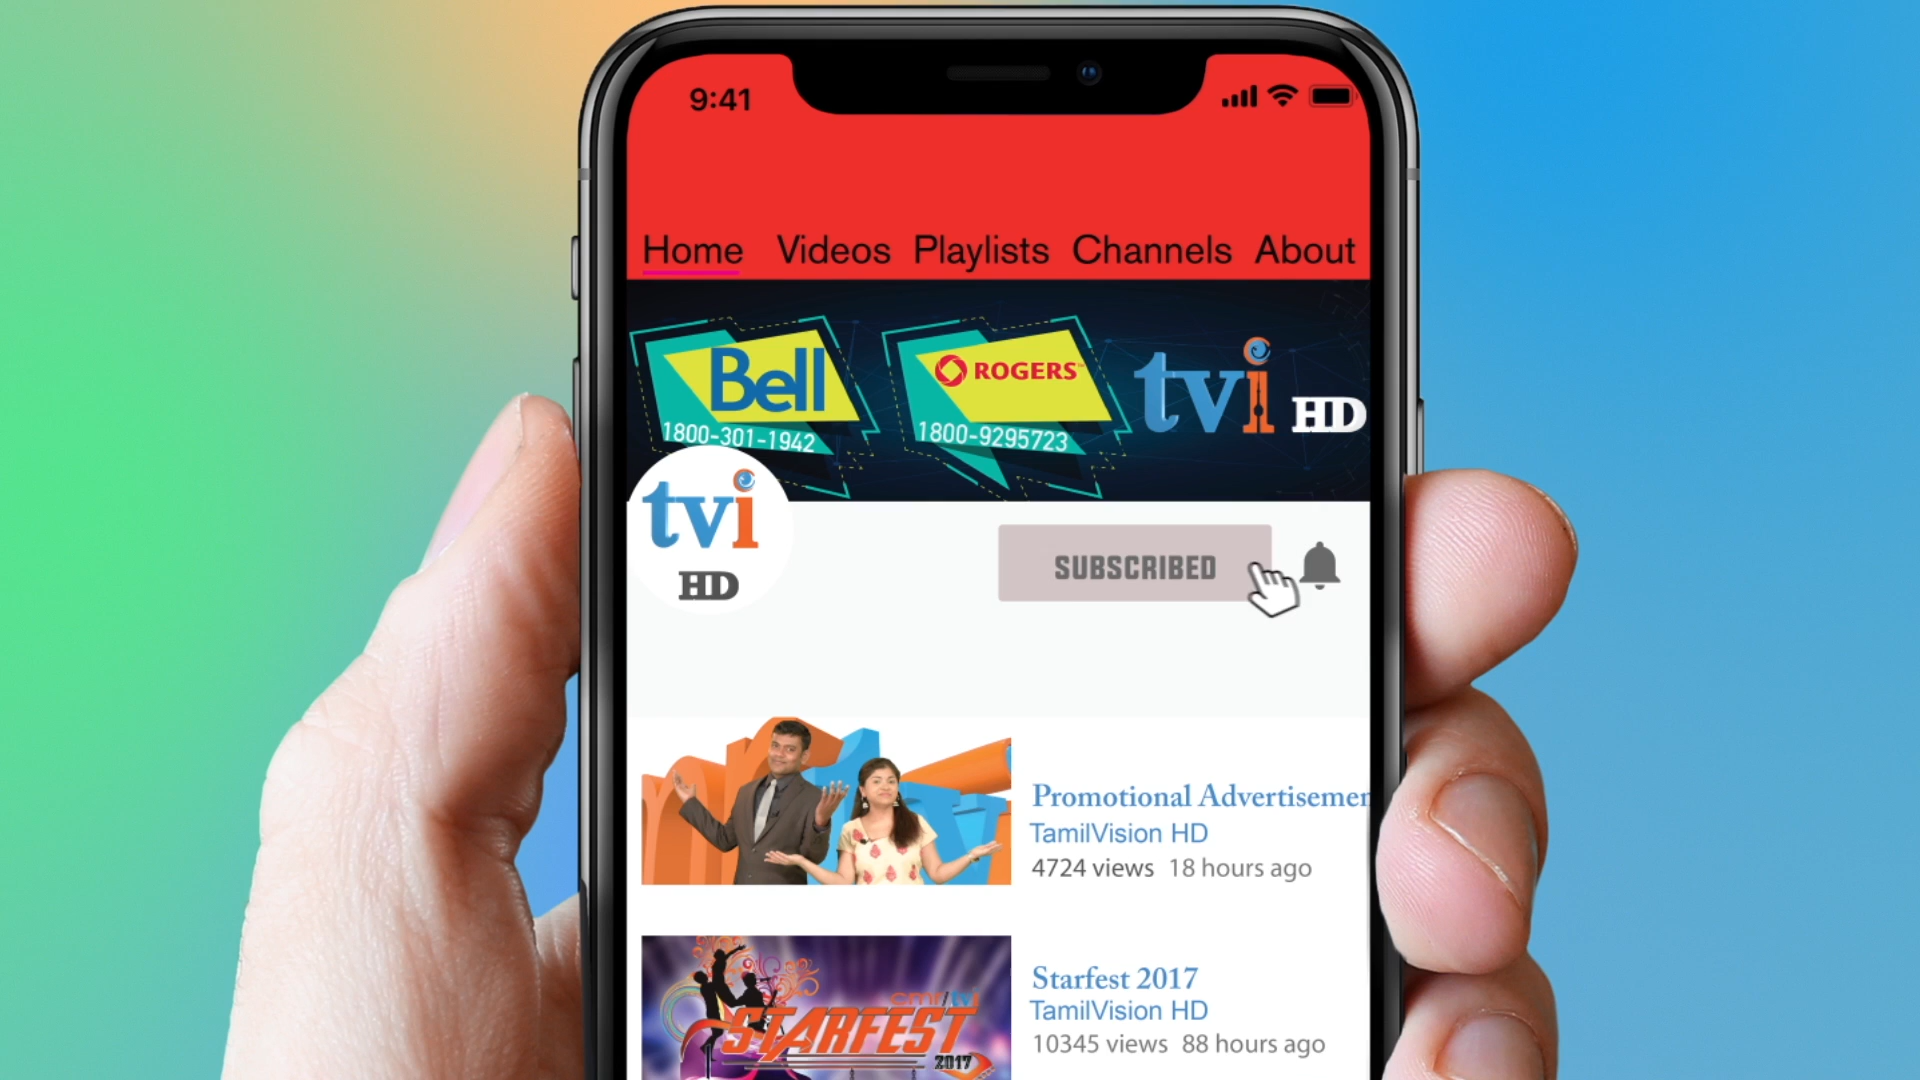 9:41
Home Videos Playlists Channels About
Bell
1800-301-1942
ROGERS
1800-9295723
tvi HD
tvi
HD
SUBSCRIBED
Promotional Advertisemen
TamilVision HD
4724 views 18 hours ago
cmr/tvi
STARFEST
2017
Starfest 2017
TamilVision HD
10345 views 88 hours ago